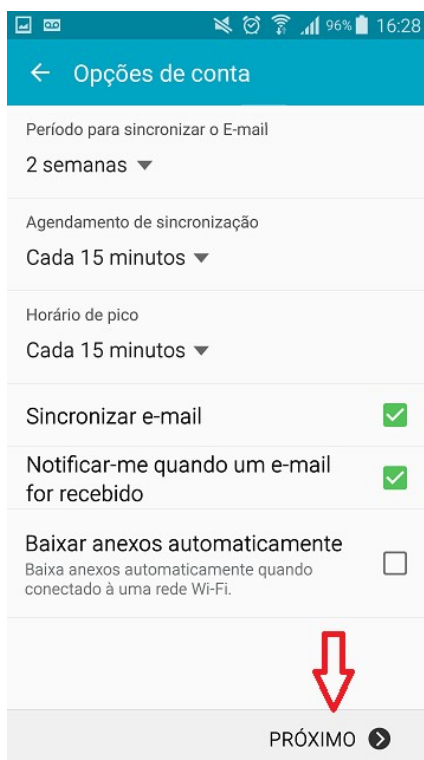 96% 16:28
Opções de conta
Período para sincronizar o E-mail
2 semanas
Agendamento de sincronização
Cada 15 minutos
Horário de pico
Cada 15 minutos
Sincronizar e-mail
Notificar-me quando um e-mail
for recebido
Baixar anexos automaticamente
Baixa anexos automaticamente quando
conectado à uma rede Wi-Fi.
PRÓXIMO